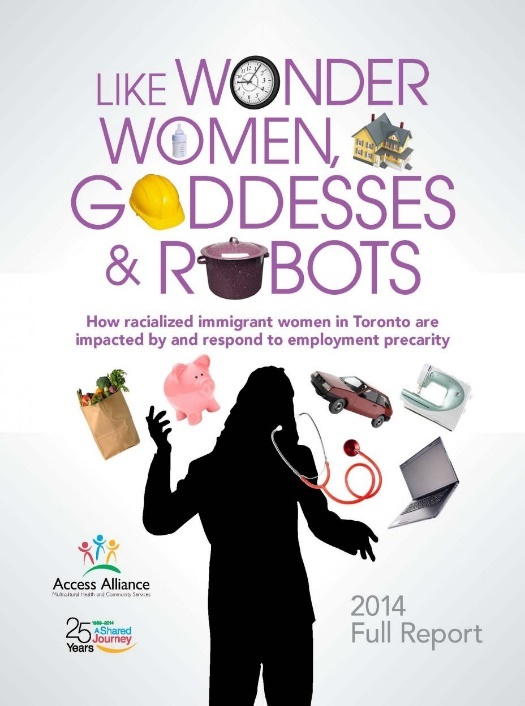 LIKE WONDER
WOMEN,
GODDESSES
& ROBOTS
How racialized immigrant women in Toronto are
impacted by and respond to employment precarity
Access Alliance
Multicultural Health and Community Services
25 Years
1989-2014
A Shared
Journey
2014
Full Report